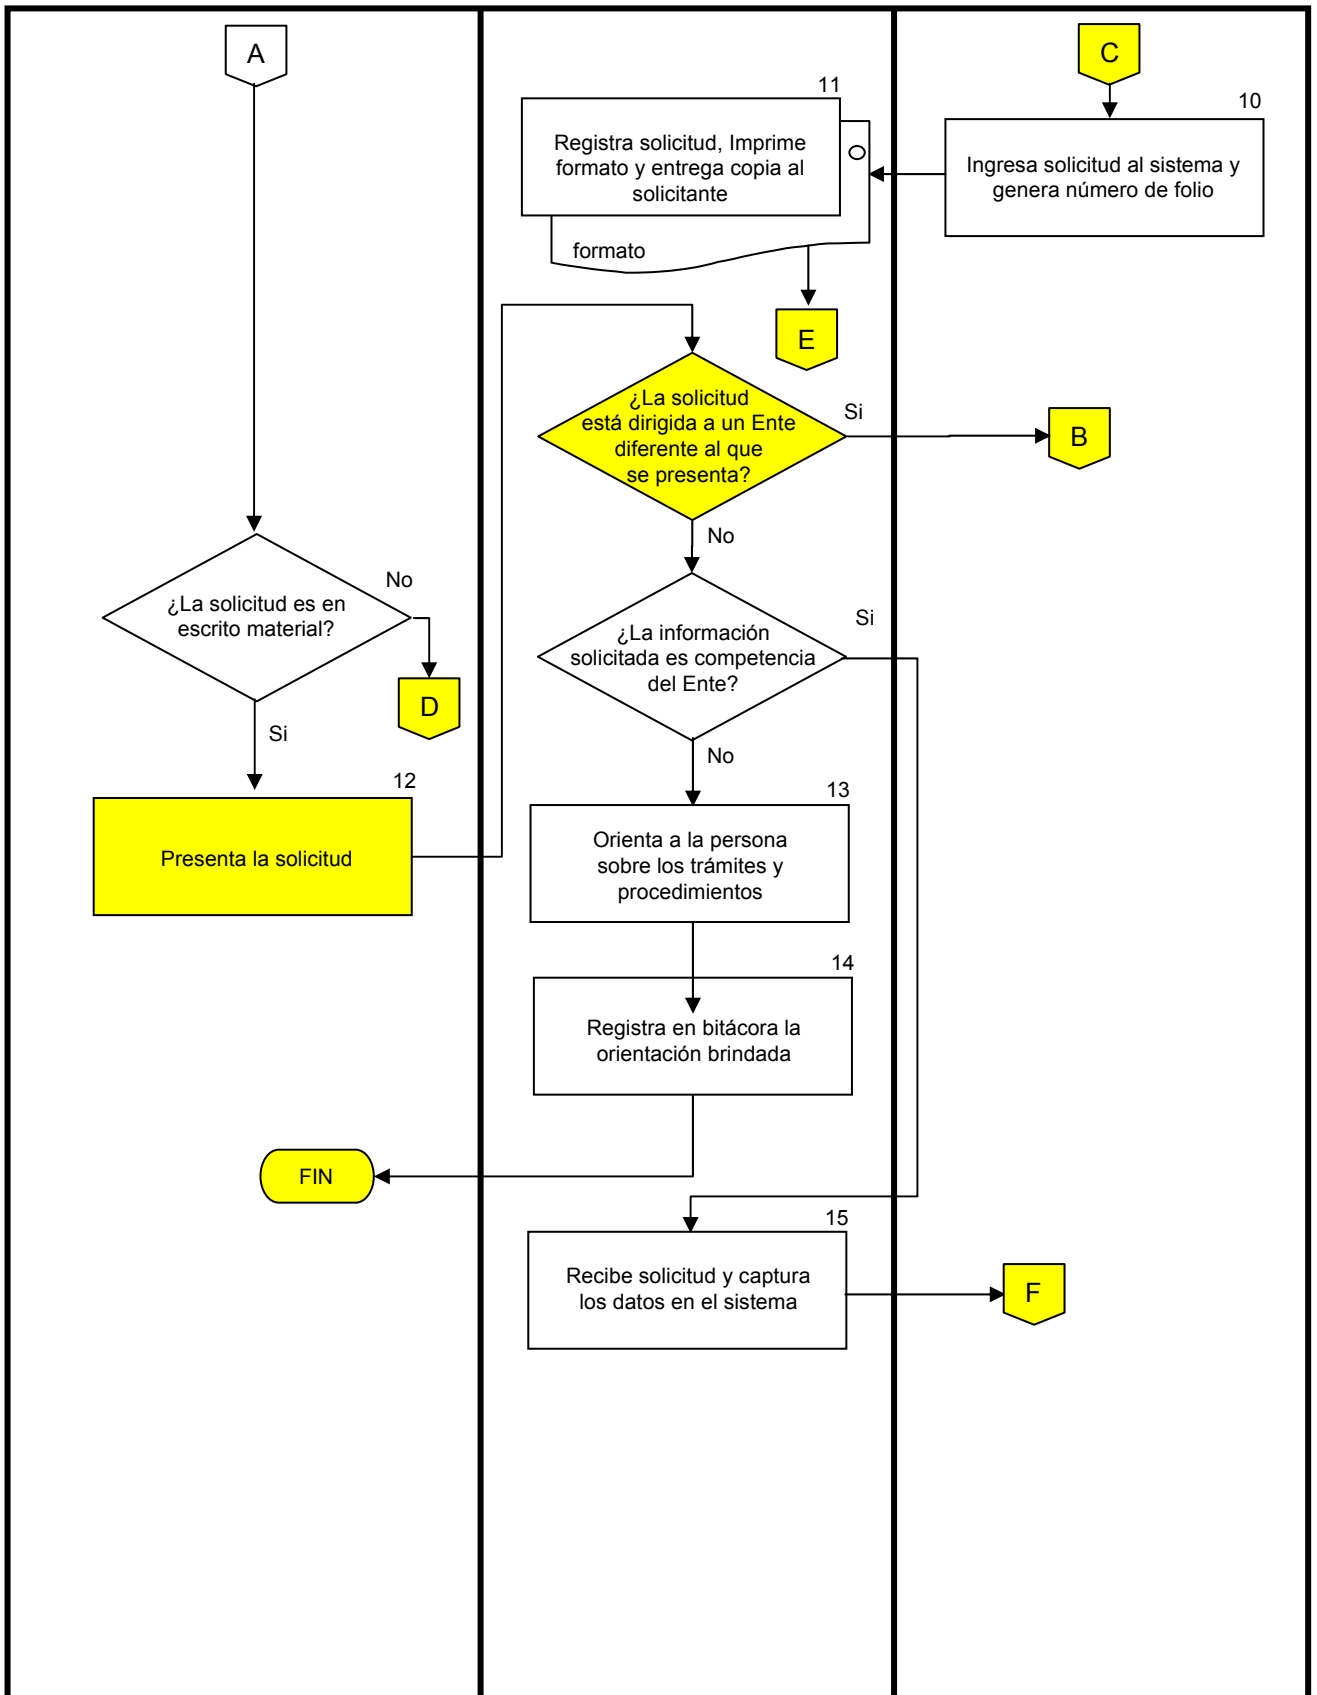 A
C
11
10
Registra solicitud, Imprime
formato y entrega copia al
solicitante
O
formato
Ingresa solicitud al sistema y
genera número de folio
E
¿La solicitud
está dirigida a un Ente
diferente al que
se presenta?
Si
B
No
¿La solicitud es en
escrito material?
No
D
Si
¿La información
solicitada es competencia
del Ente?
Si
No
12
Presenta la solicitud
13
Orienta a la persona
sobre los trámites y
procedimientos
14
Registra en bitácora la
orientación brindada
FIN
15
Recibe solicitud y captura
los datos en el sistema
F